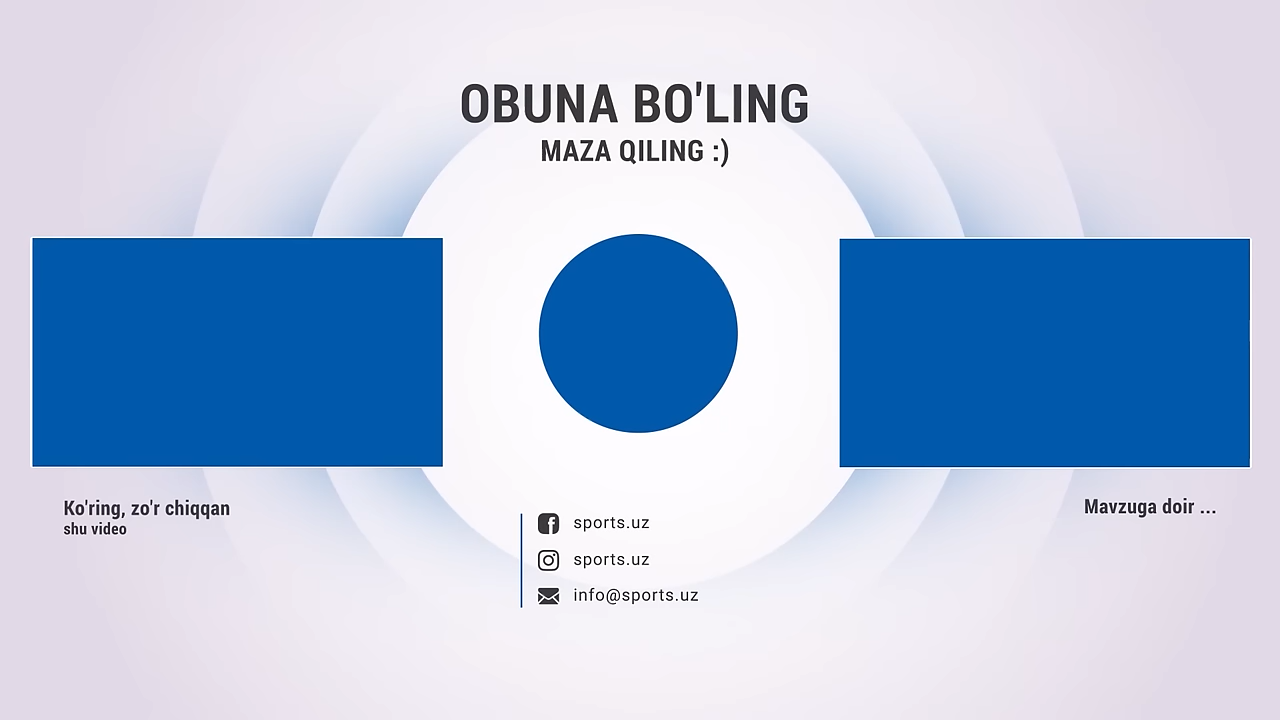 OBUNA BO'LING
MAZA QILING :)
Ko'ring, zo'r chiqqan
shu video
Mavzuga doir ...
sports.uz
sports.uz
info@sports.uz